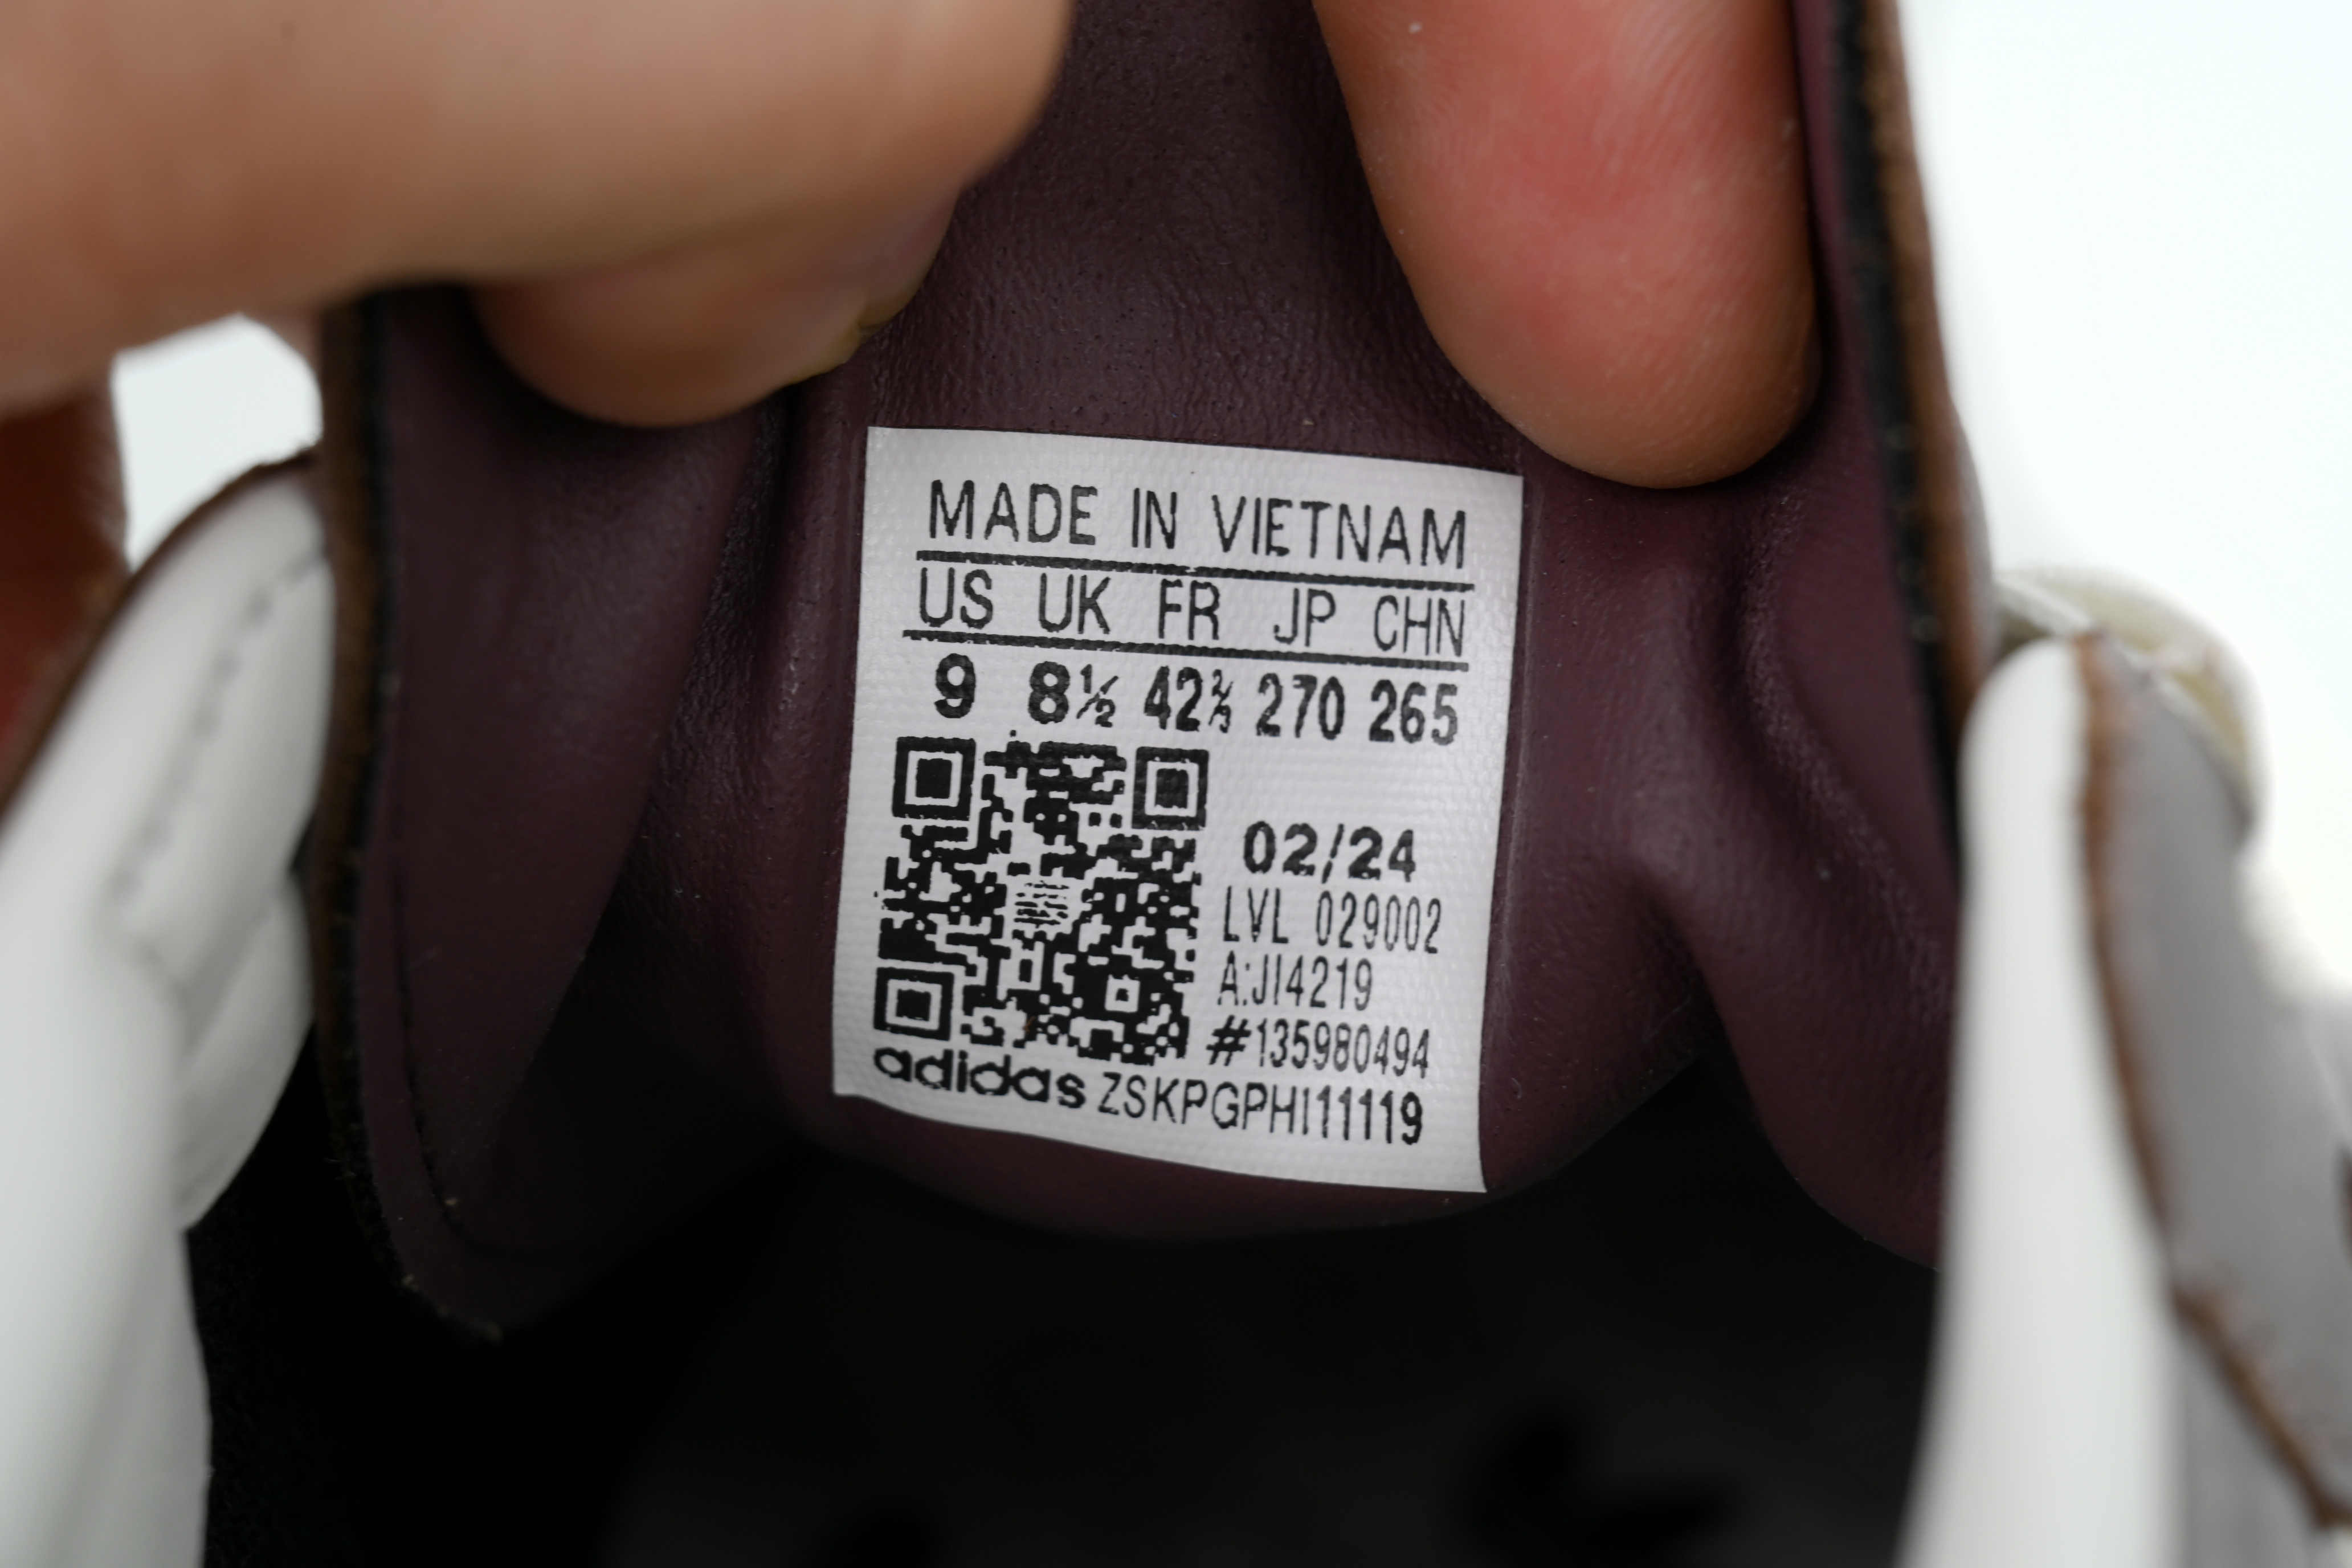 MADE IN VIETNAM
US UK FR JP CHN
9 8½ 42⅔ 270 265
02/24
LVL 029002
A:JI4219
#135980494
adidas ZSKPGPHI11119